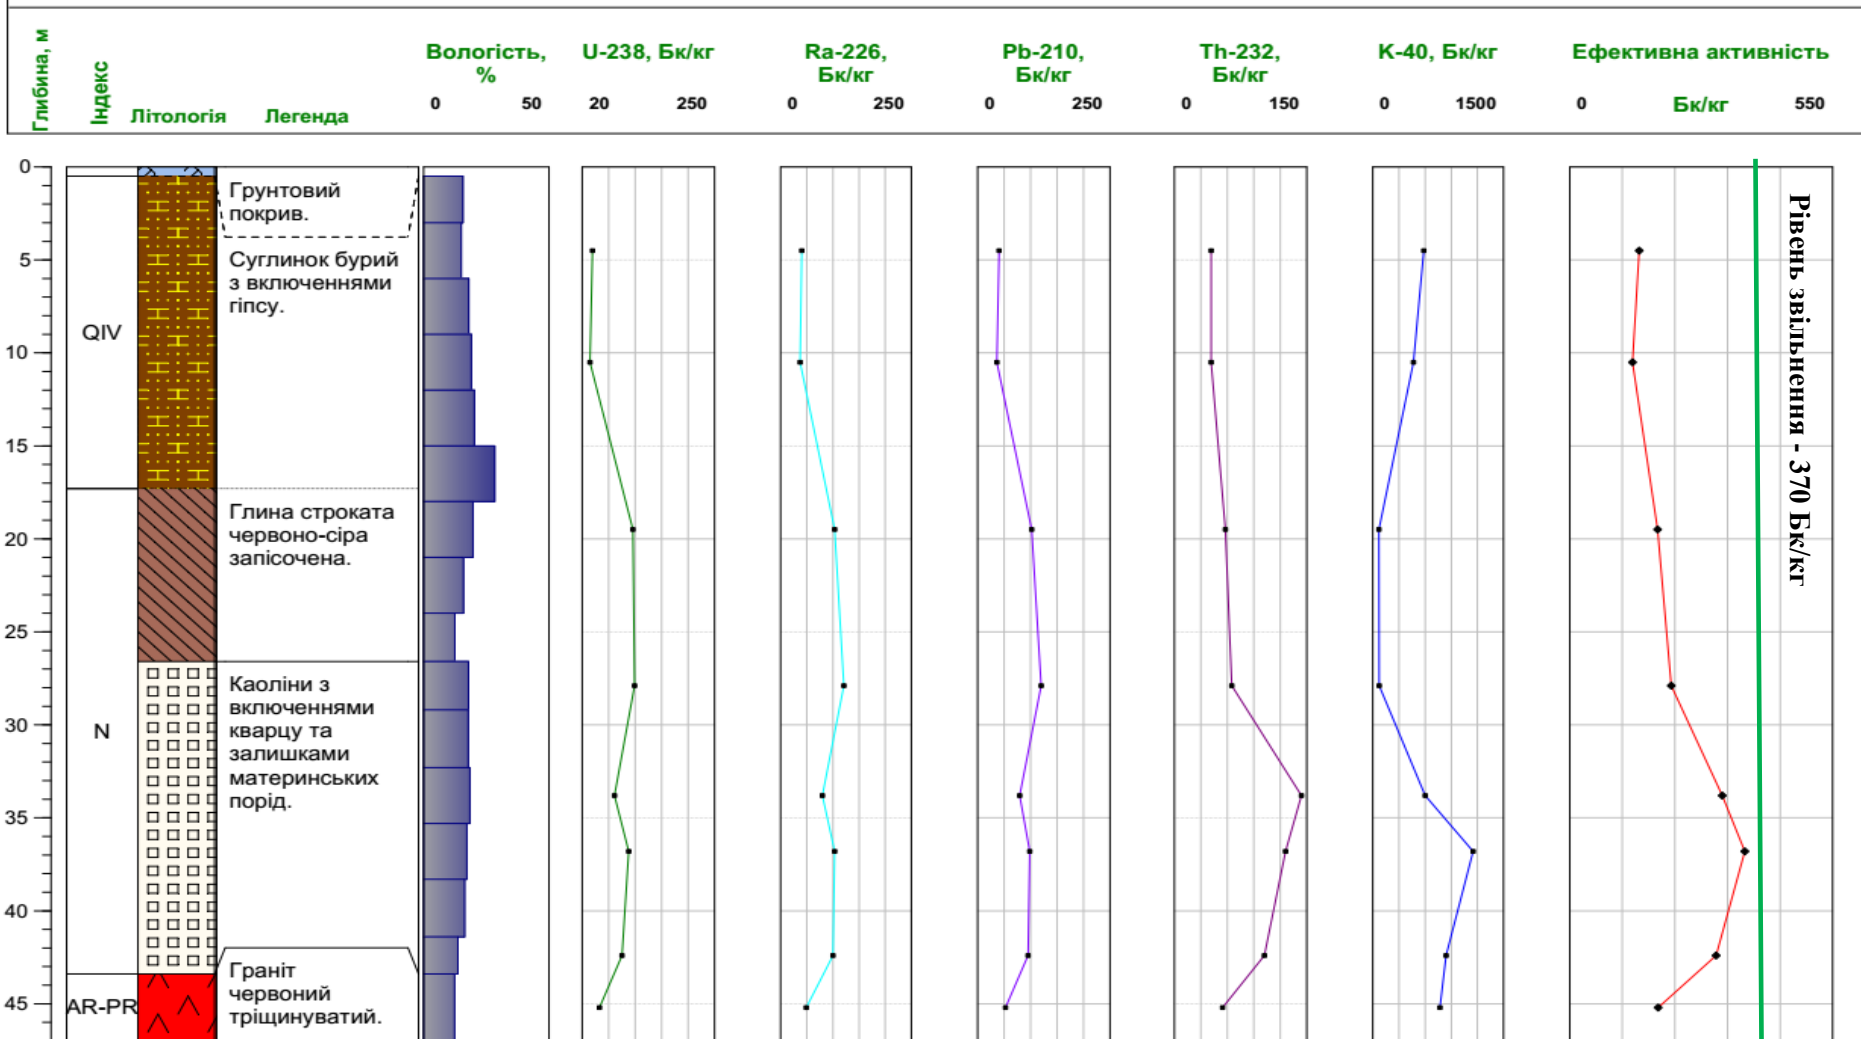 Глибина, м
Індекс
Літологія
Легенда
Вологість,
%
0 50
U-238, Бк/кг
20 250
Ra-226,
Бк/кг
0 250
Pb-210,
Бк/кг
0 250
Th-232,
Бк/кг
0 150
K-40, Бк/кг
0 1500
Ефективна активність
0 Бк/кг 550
0
5
10
15
20
25
30
35
40
45
QIV
N
AR-PR
Грунтовий
покрив.
Суглинок бурий
з включеннями
гіпсу.
Глина строката
червоно-сіра
запісочена.
Каоліни з
включеннями
кварцу та
залишками
материнських
порід.
Граніт
червоний
тріщинуватий.
Рівень звільнення - 370 Бк/кг